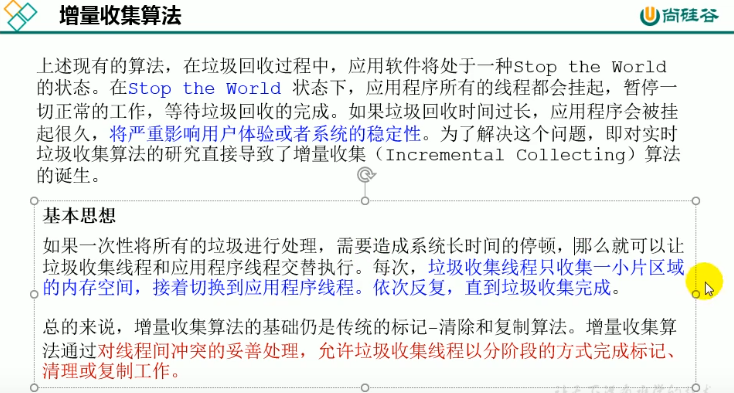 增量收集算法
尚硅谷
上述现有的算法，在垃圾回收过程中，应用软件将处于一种Stop the World
的状态。在Stop the World 状态下，应用程序所有的线程都会挂起，暂停一
切正常的工作，等待垃圾回收的完成。如果垃圾回收时间过长，应用程序会被挂
起很久，将严重影响用户体验或者系统的稳定性。为了解决这个问题，即对实时
垃圾收集算法的研究直接导致了增量收集（Incremental Collecting）算法
的诞生。
基本思想
如果一次性将所有的垃圾进行处理，需要造成系统长时间的停顿，那么就可以让
垃圾收集线程和应用程序线程交替执行。每次，垃圾收集线程只收集一小片区域
的内存空间，接着切换到应用程序线程。依次反复，直到垃圾收集完成。
总的来说，增量收集算法的基础仍是传统的标记-清除和复制算法。增量收集算
法通过对线程间冲突的妥善处理，允许垃圾收集线程以分阶段的方式完成标记、
清理或复制工作。